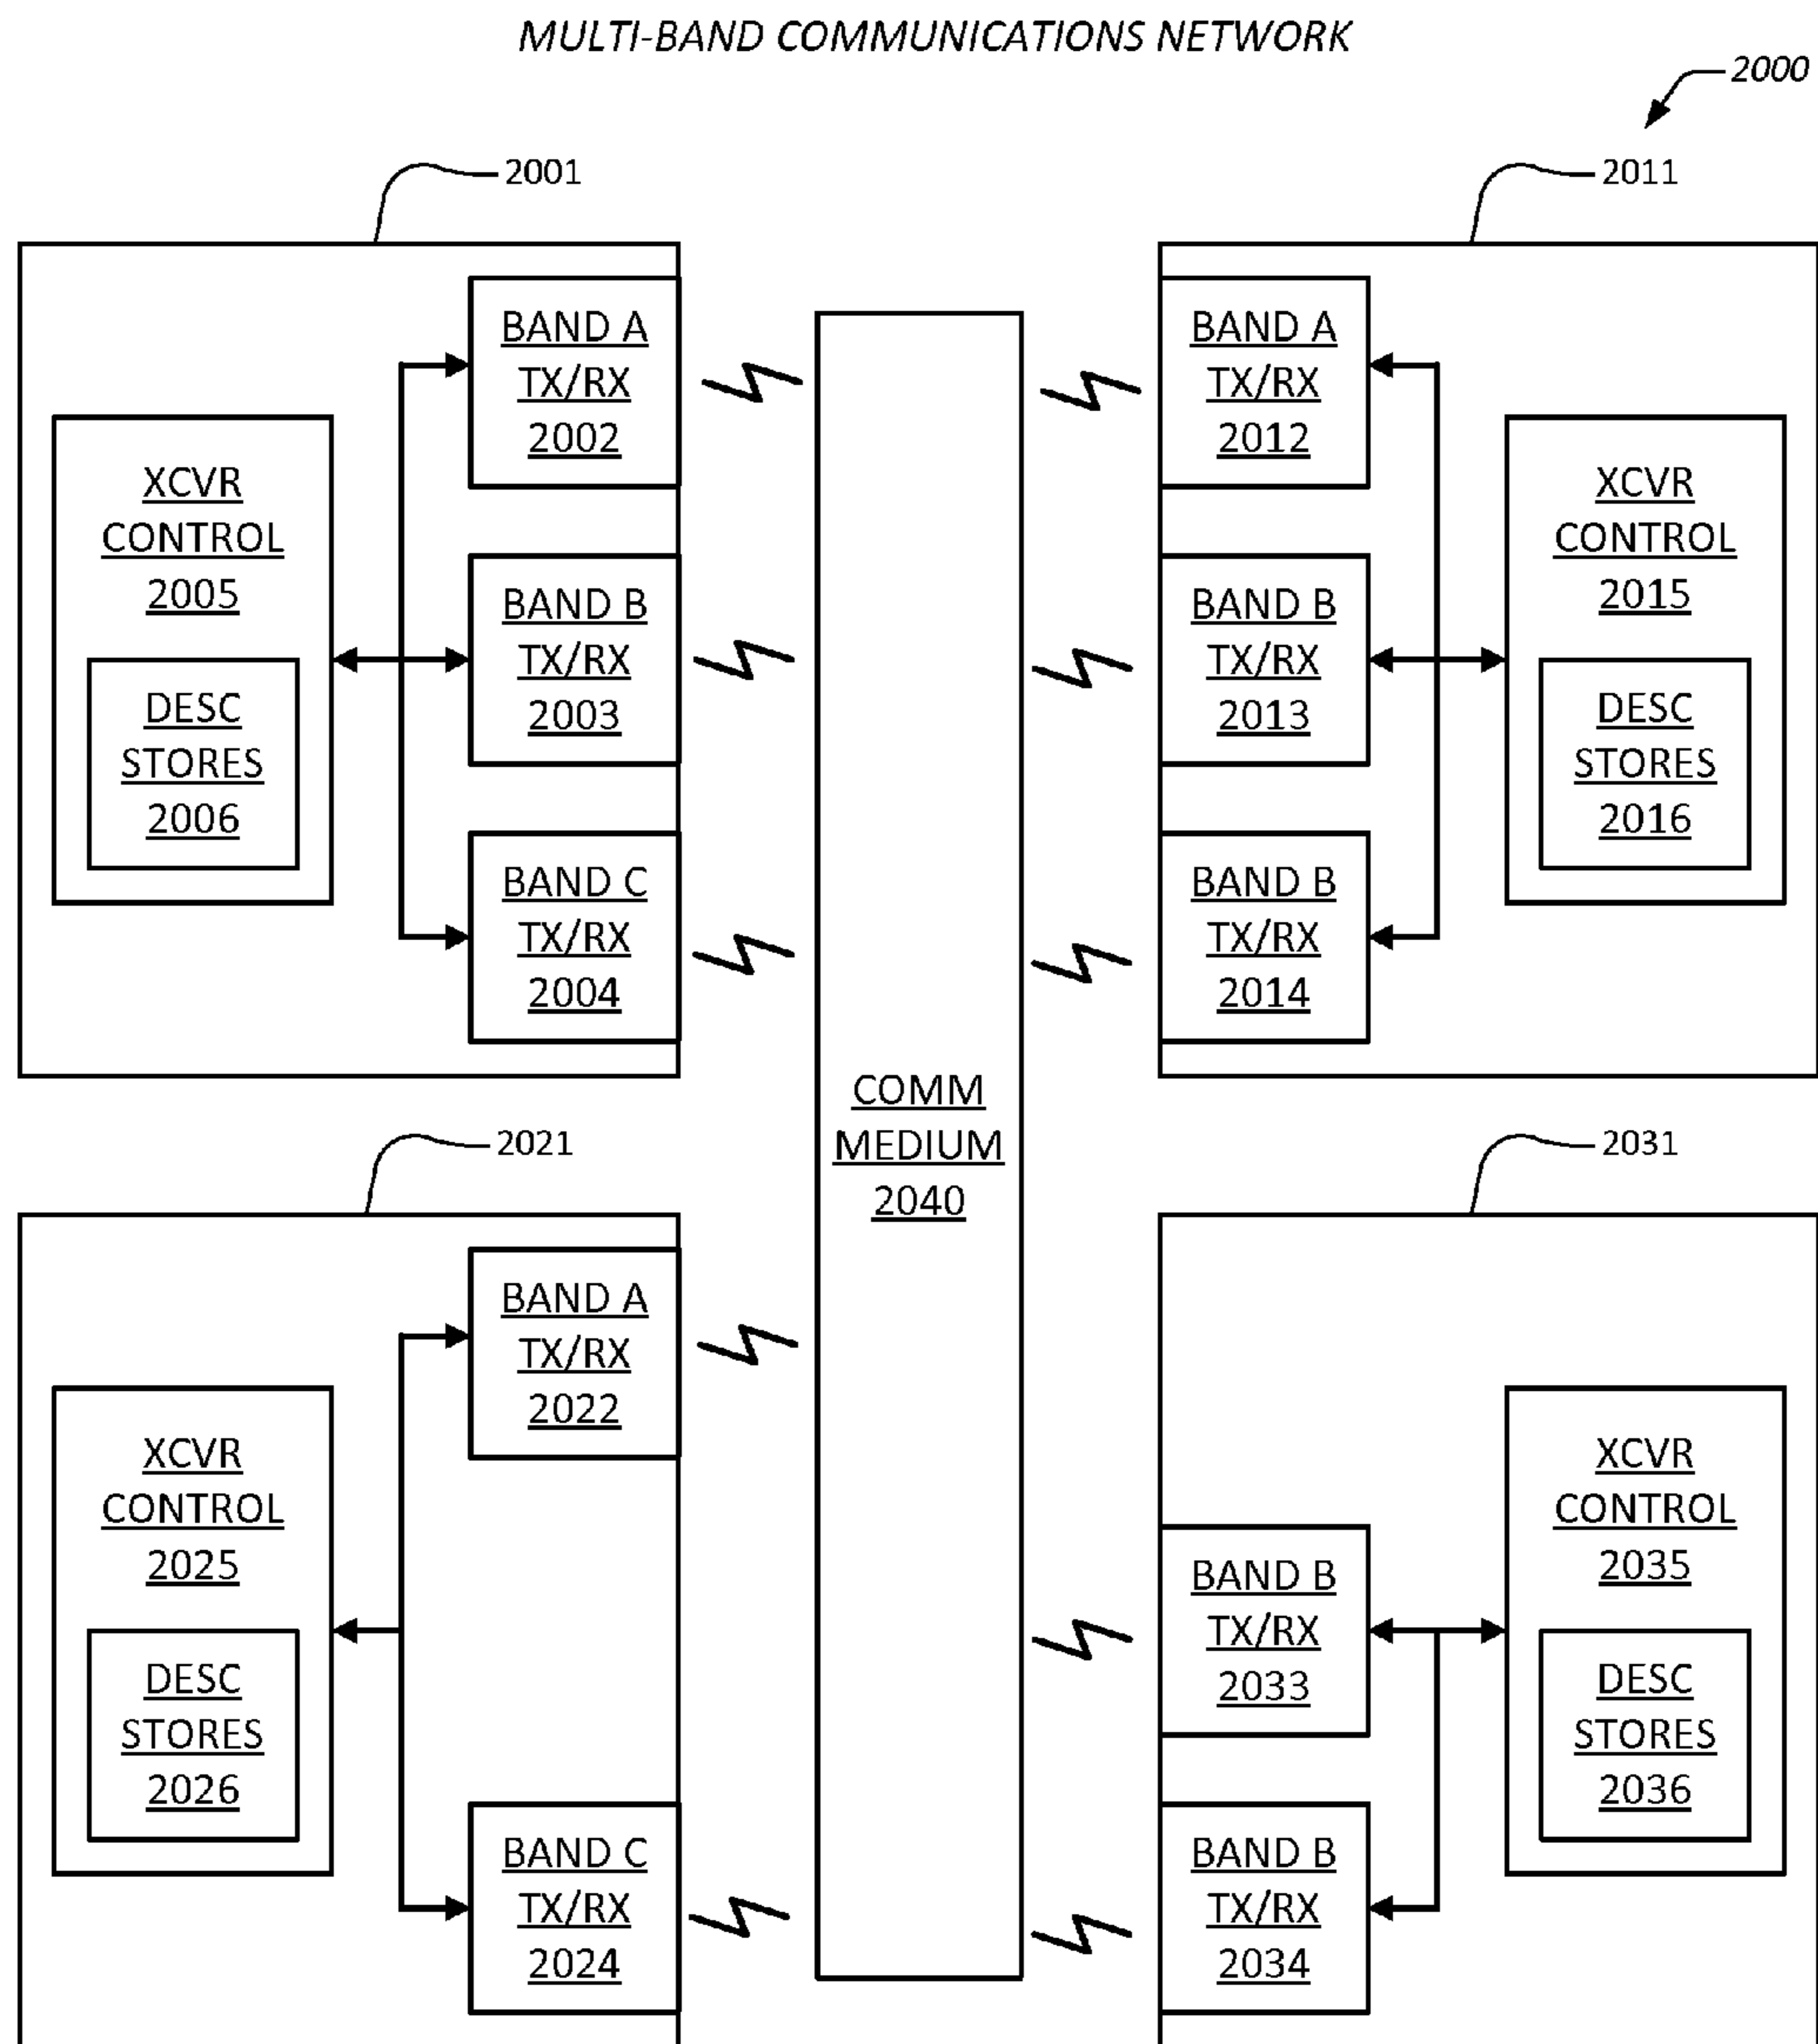 MULTI-BAND COMMUNICATIONS NETWORK
2000
2001
BAND A
TX/RX
2002
XCVR
CONTROL
2005
DESC
STORES
2006
BAND B
TX/RX
2003
BAND C
TX/RX
2004
2011
BAND A
TX/RX
2012
XCVR
CONTROL
2015
DESC
STORES
2016
BAND B
TX/RX
2013
BAND B
TX/RX
2014
COMM
MEDIUM
2040
2021
BAND A
TX/RX
2022
XCVR
CONTROL
2025
DESC
STORES
2026
BAND C
TX/RX
2024
2031
XCVR
CONTROL
2035
DESC
STORES
2036
BAND B
TX/RX
2033
BAND B
TX/RX
2034